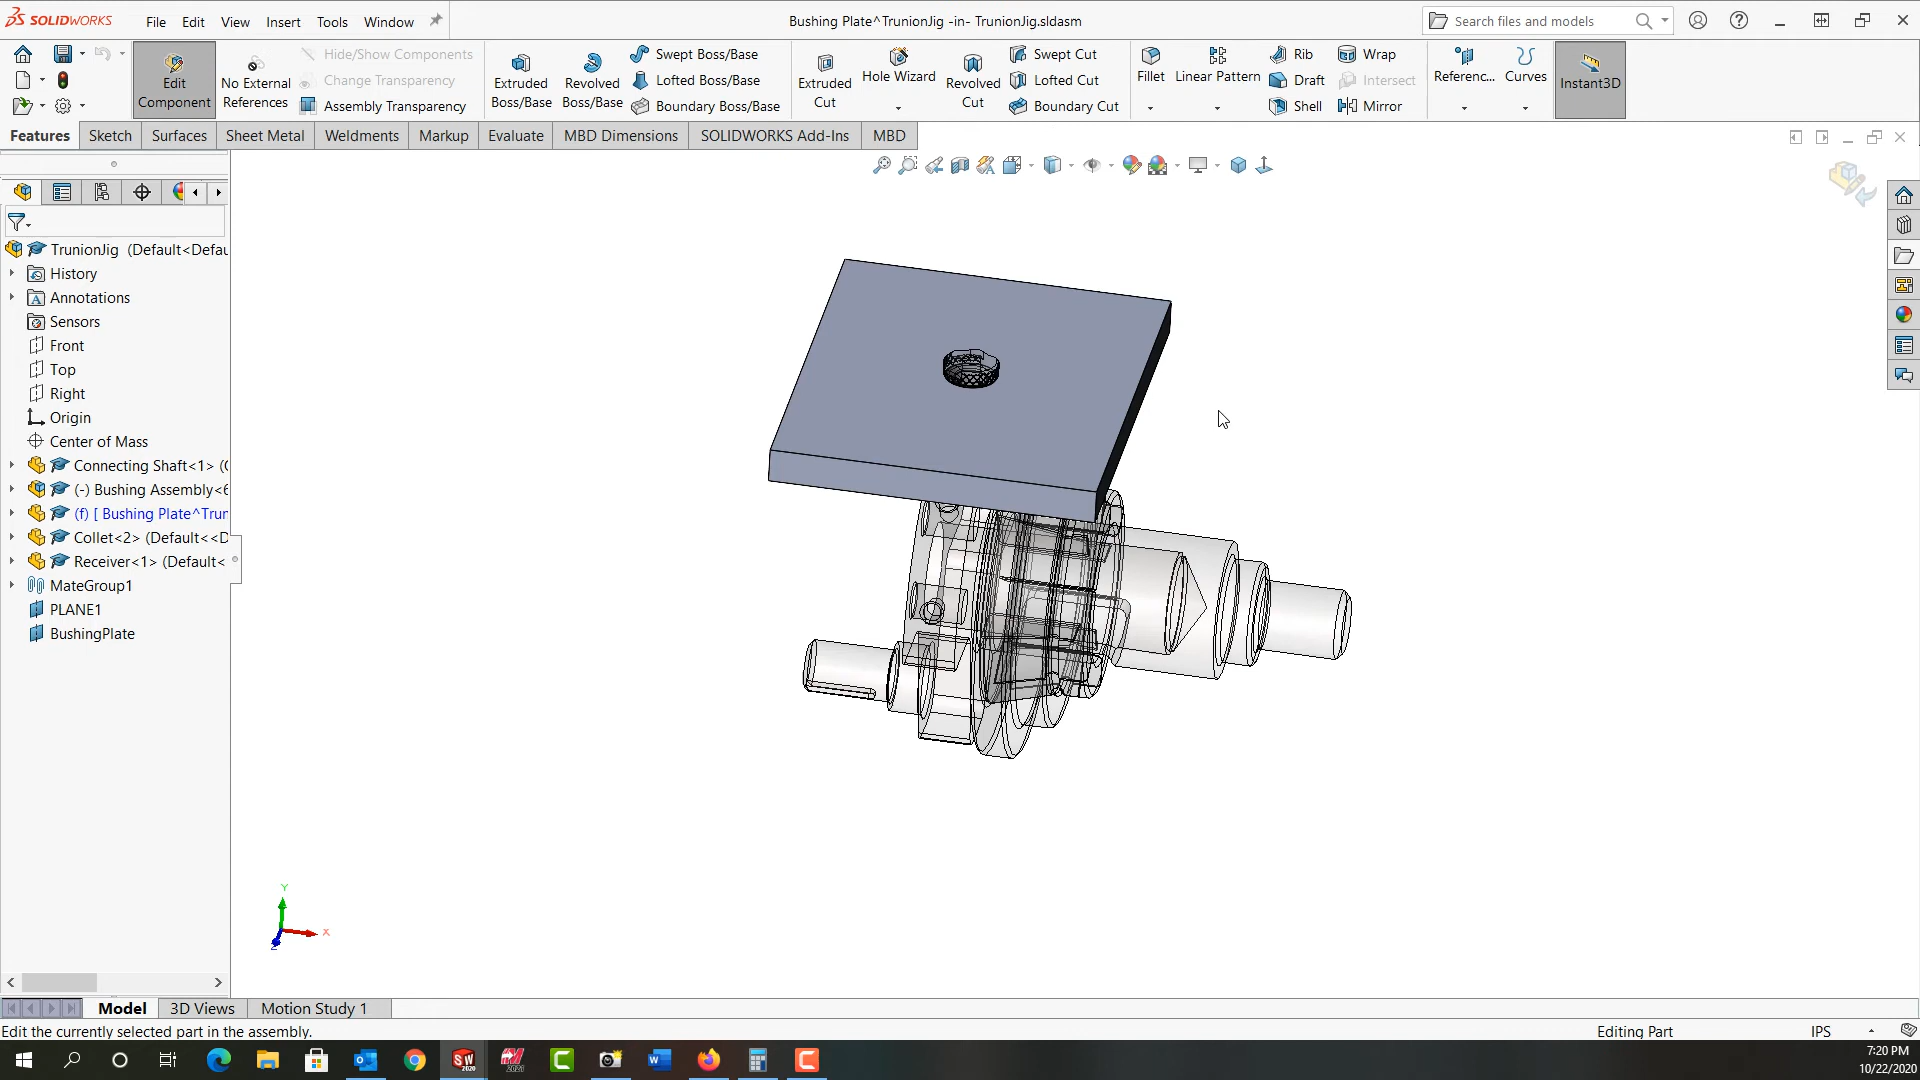 SOLIDWORKS
File Edit View Insert Tools Window
Bushing Plate^TrunionJig -in- TrunionJig.sldasm
Search files and models
Edit Component
No External References
Hide/Show Components
Change Transparency
Assembly Transparency
Extruded Boss/Base
Revolved Boss/Base
Swept Boss/Base
Lofted Boss/Base
Boundary Boss/Base
Extruded Cut
Hole Wizard
Revolved Cut
Swept Cut
Lofted Cut
Boundary Cut
Fillet
Linear Pattern
Rib
Draft
Shell
Wrap
Intersect
Mirror
Referenc...
Curves
Instant3D
Features Sketch Surfaces Sheet Metal Weldments Markup Evaluate MBD Dimensions SOLIDWORKS Add-Ins MBD
TrunionJig (Default<Defau
History
Annotations
Sensors
Front
Top
Right
Origin
Center of Mass
Connecting Shaft<1> (
(-) Bushing Assembly<6
(f) [ Bushing Plate^Trun
Collet<2> (Default<<D
Receiver<1> (Default<
MateGroup1
PLANE1
BushingPlate
Y
X
Z
Model 3D Views Motion Study 1
Edit the currently selected part in the assembly.
Editing Part
IPS
7:20 PM
10/22/2020